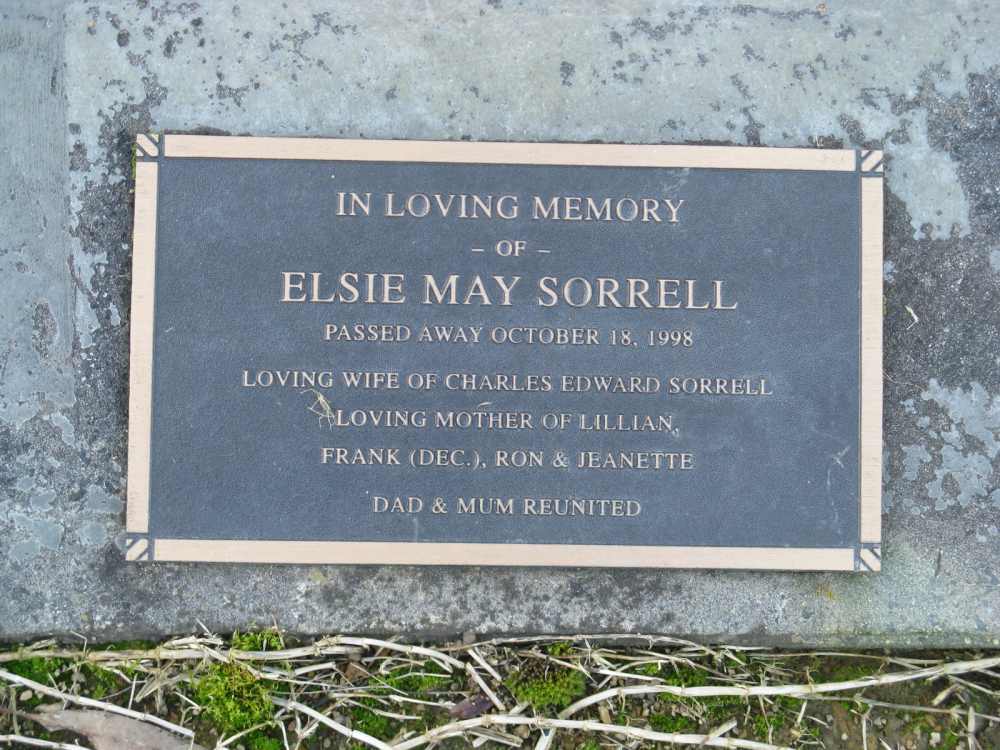 IN LOVING MEMORY
– OF –
ELSIE MAY SORRELL
PASSED AWAY OCTOBER 18, 1998
LOVING WIFE OF CHARLES EDWARD SORRELL
LOVING MOTHER OF LILLIAN,
FRANK (DEC.), RON & JEANETTE
DAD & MUM REUNITED